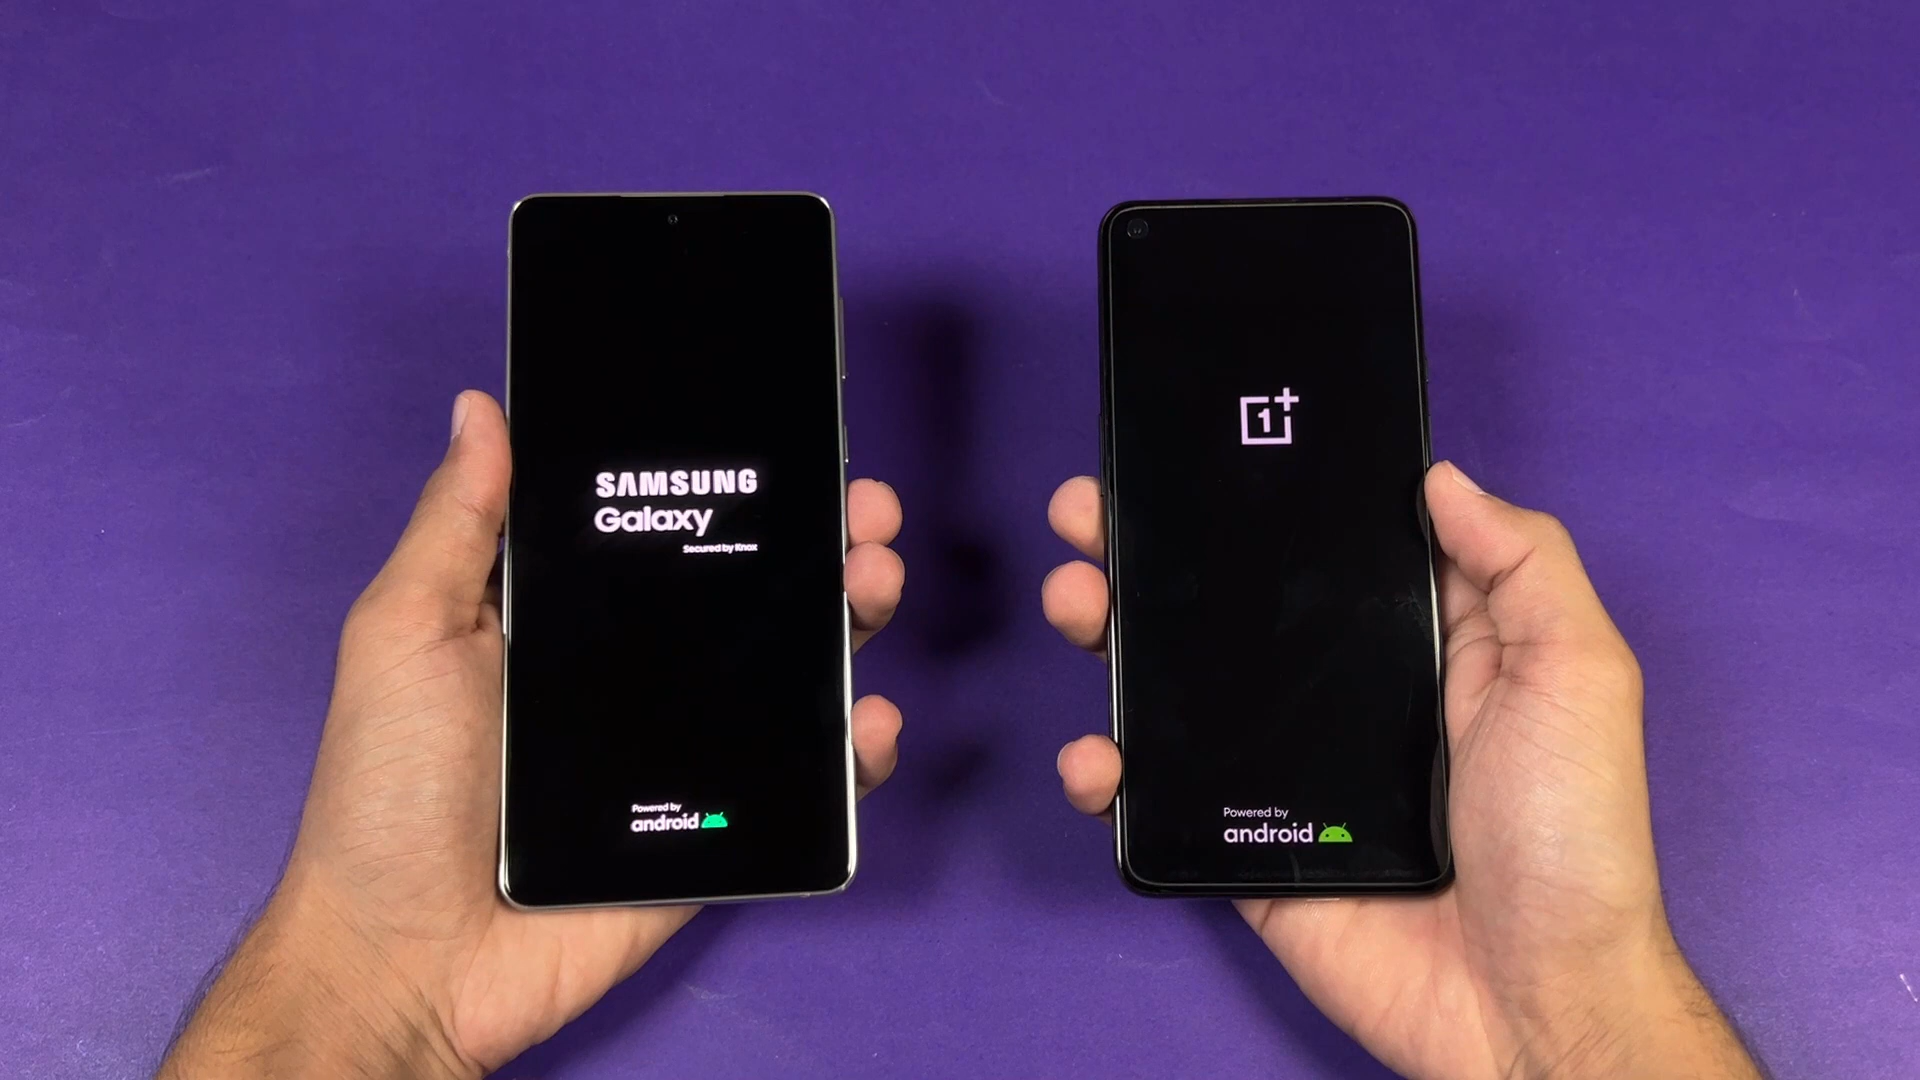 SAMSUNG
Galaxy
Secured by Knox
Powered by
android
1+
Powered by
android